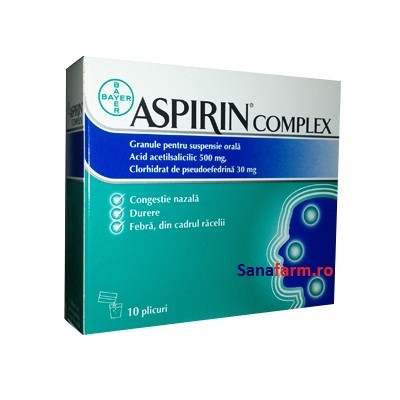 BAYER
BAYER
ASPIRIN® COMPLEX
Granule pentru suspensie orală
Acid acetilsalicilic 500 mg,
Clorhidrat de pseudoefedrină 30 mg
Congestie nazală
Durere
Febră, din cadrul răcelii
Sanafarm.ro
10 plicuri